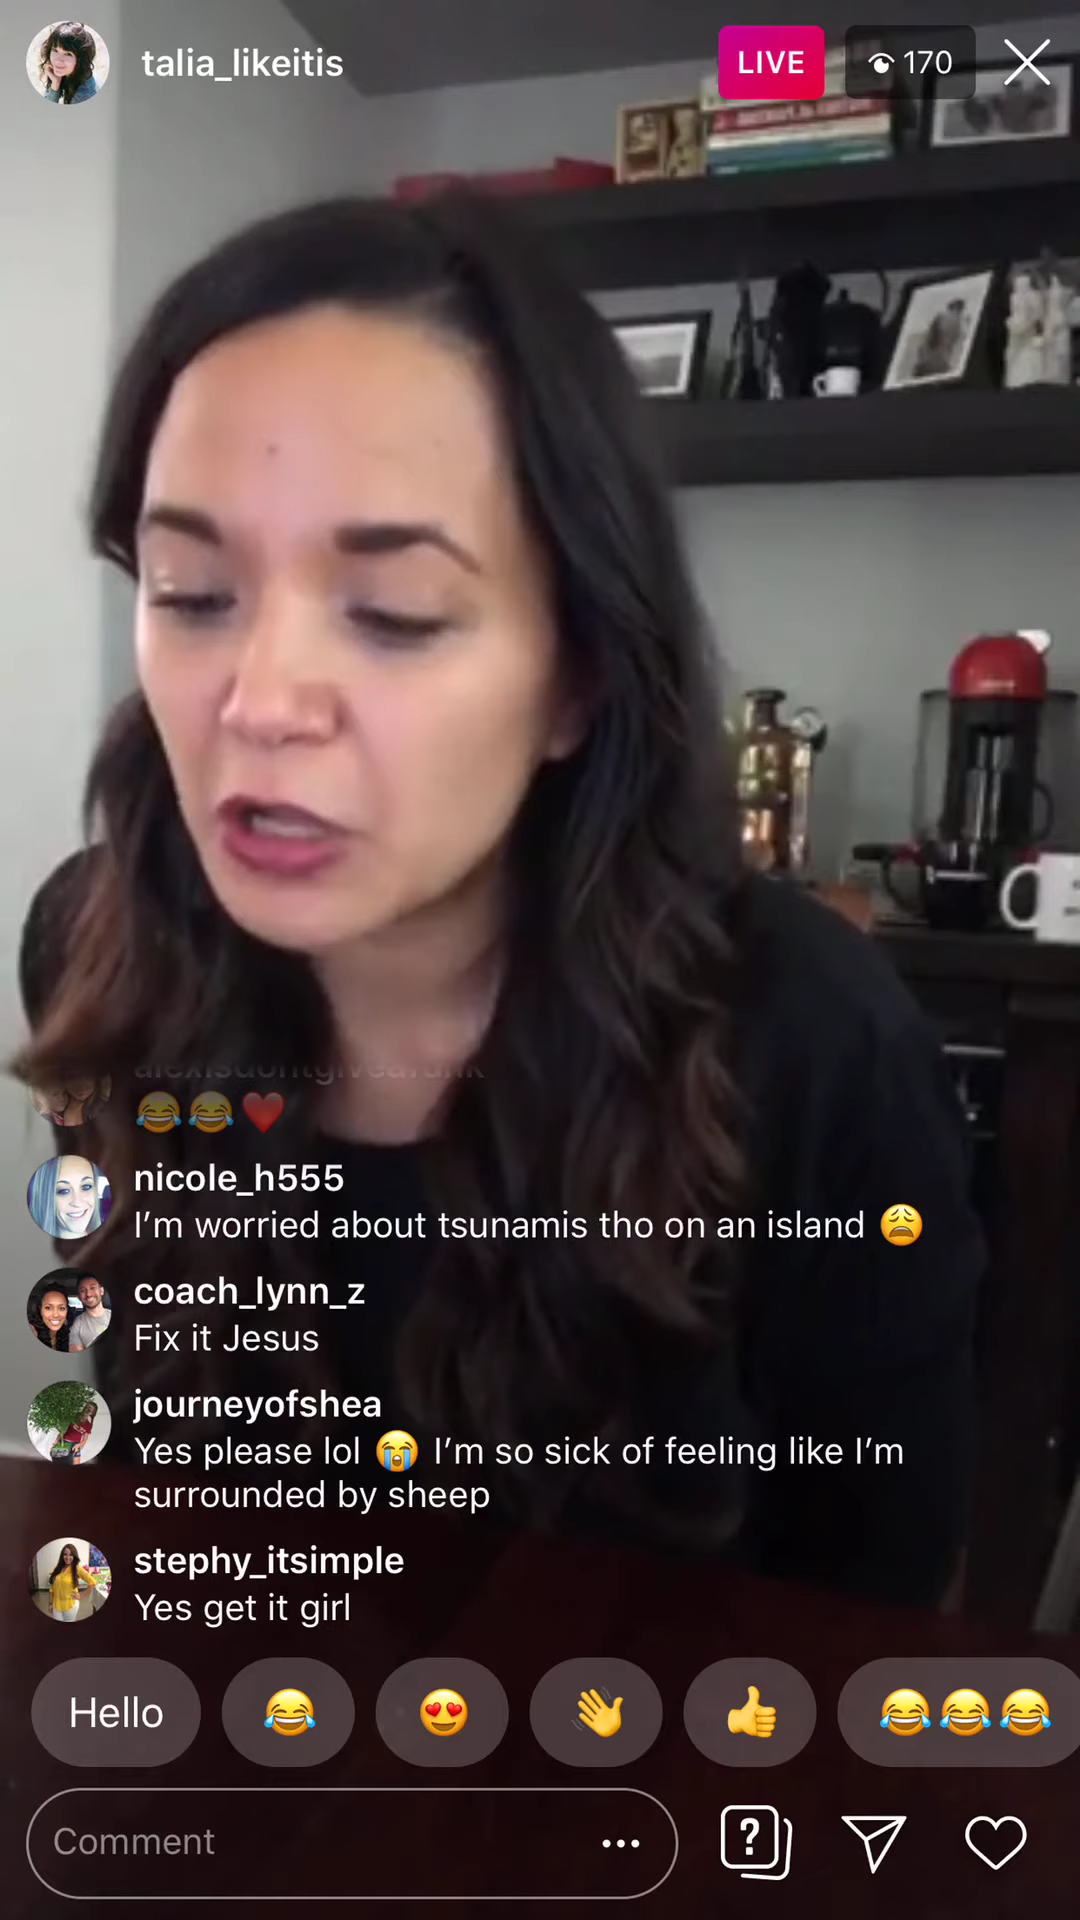 talia_likeitis
LIVE
170
alexisdontgiveafunk
😂😂❤️
nicole_h555
I'm worried about tsunamis tho on an island 😩
coach_lynn_z
Fix it Jesus
journeyofshea
Yes please lol 😭 I'm so sick of feeling like I'm
surrounded by sheep
stephy_itsimple
Yes get it girl
Hello
😂
😍
👋
👍
😂😂😂
Comment
?